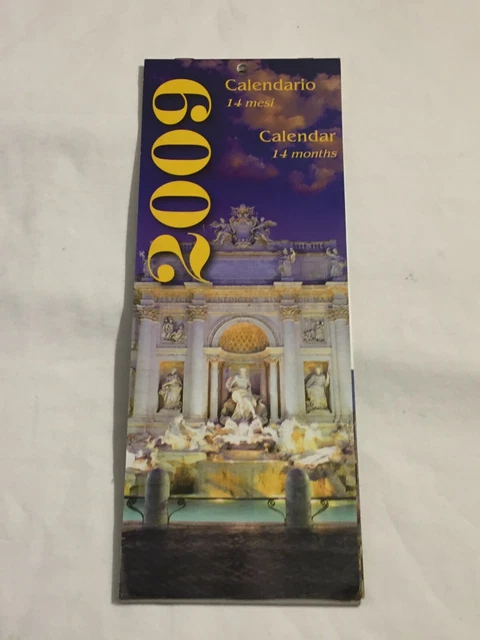 2009
Calendario
14 mesi
Calendar
14 months